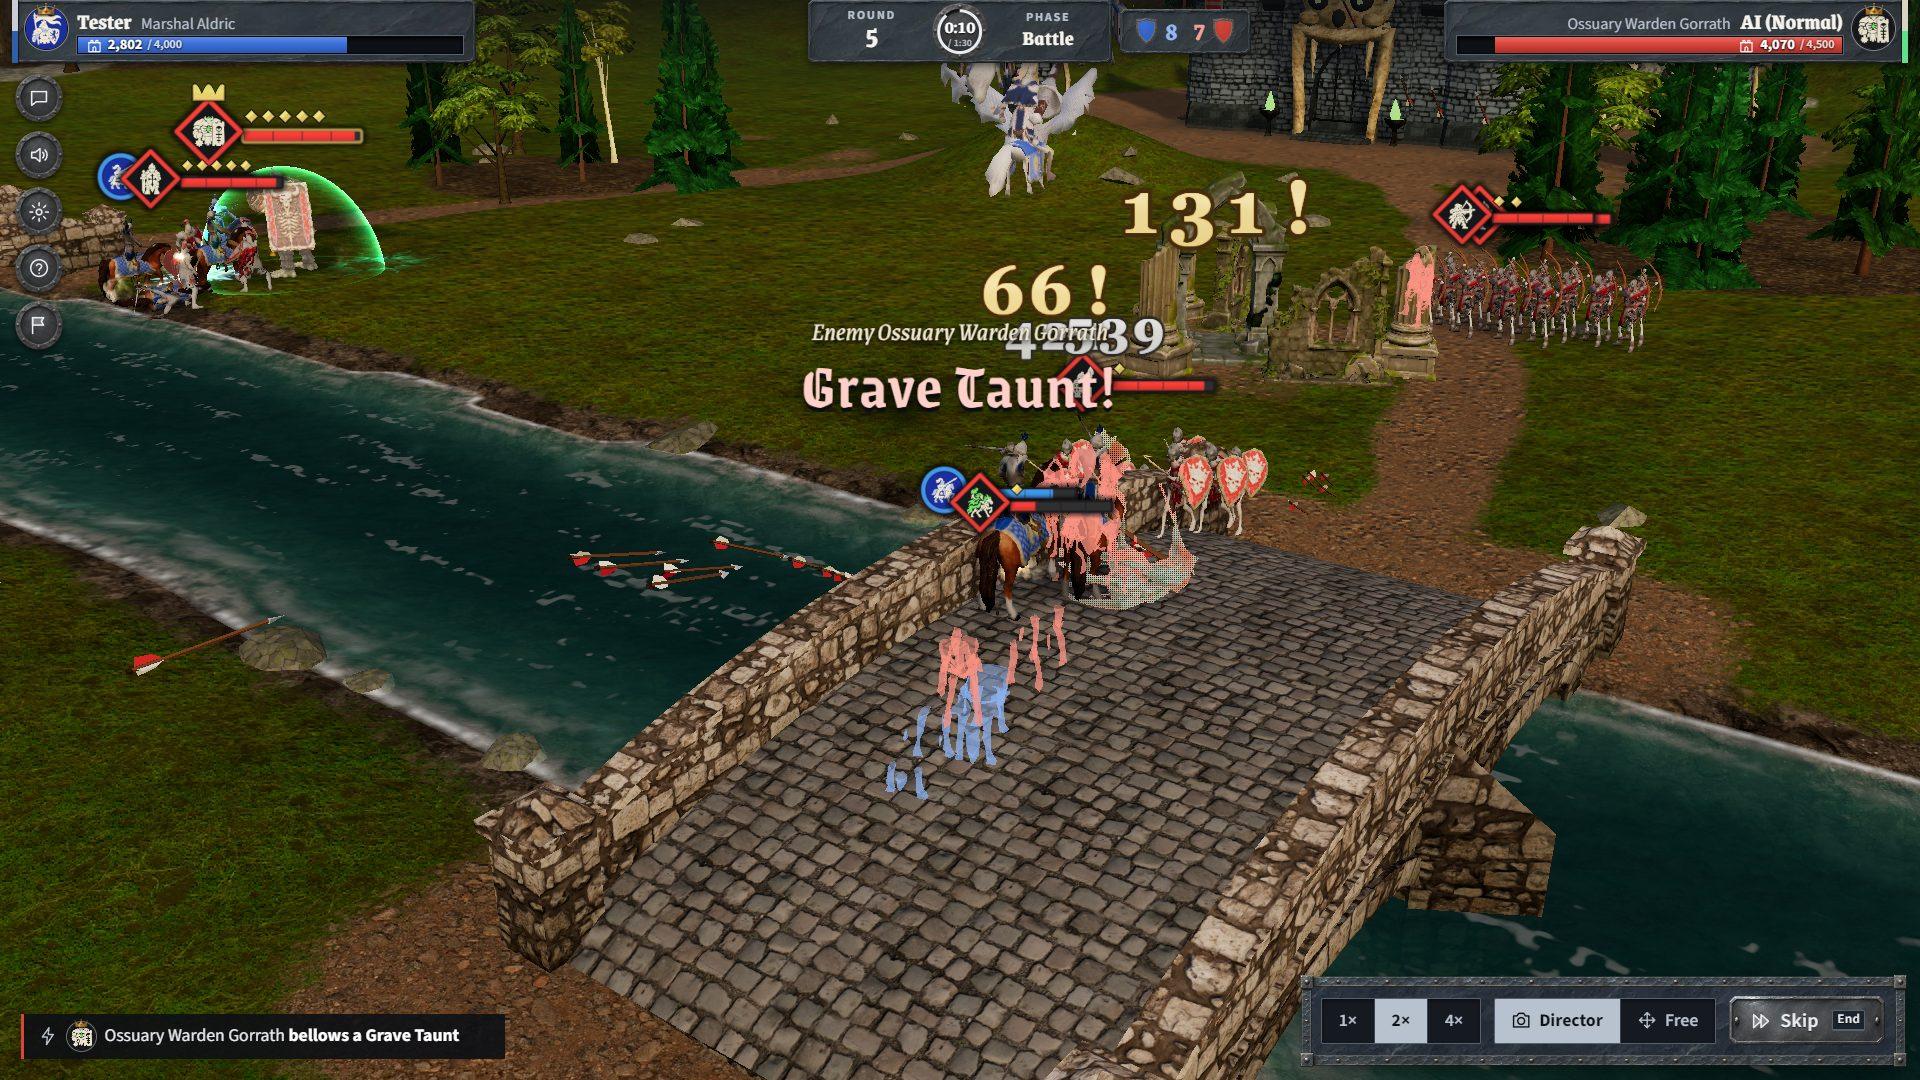 Tester Marshal Aldric
2,802 / 4,000
ROUND
5
0:10
/ 1:30
PHASE
Battle
8 7
Ossuary Warden Gorrath AI (Normal)
4,070 / 4,500
131!
66!
Enemy Ossuary Warden Gorrath
539
Grave Taunt!
Ossuary Warden Gorrath bellows a Grave Taunt
1× 2× 4× Director Free Skip End